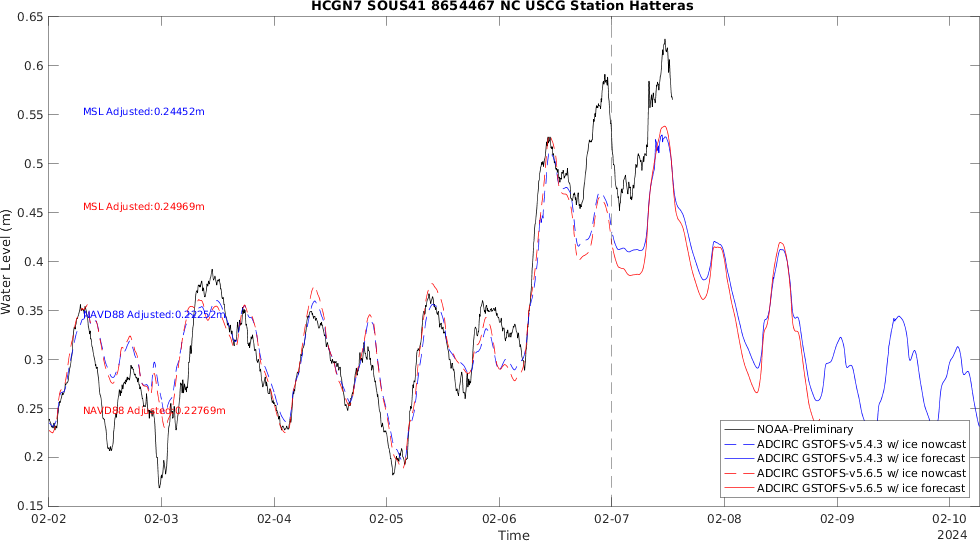 HCGN7 SOUS41 8654467 NC USCG Station Hatteras
0.65
0.6
0.55
0.5
0.45
0.4
0.35
0.3
0.25
0.2
0.15
Water Level (m)
MSL Adjusted:0.24452m
MSL Adjusted:0.24969m
NAVD88 Adjusted:0.22252m
NAVD88 Adjusted:0.22769m
NOAA-Preliminary
ADCIRC GSTOFS-v5.4.3 w/ ice nowcast
ADCIRC GSTOFS-v5.4.3 w/ ice forecast
ADCIRC GSTOFS-v5.6.5 w/ ice nowcast
ADCIRC GSTOFS-v5.6.5 w/ ice forecast
02-02 02-03 02-04 02-05 02-06 02-07 02-08 02-09 02-10
Time
2024